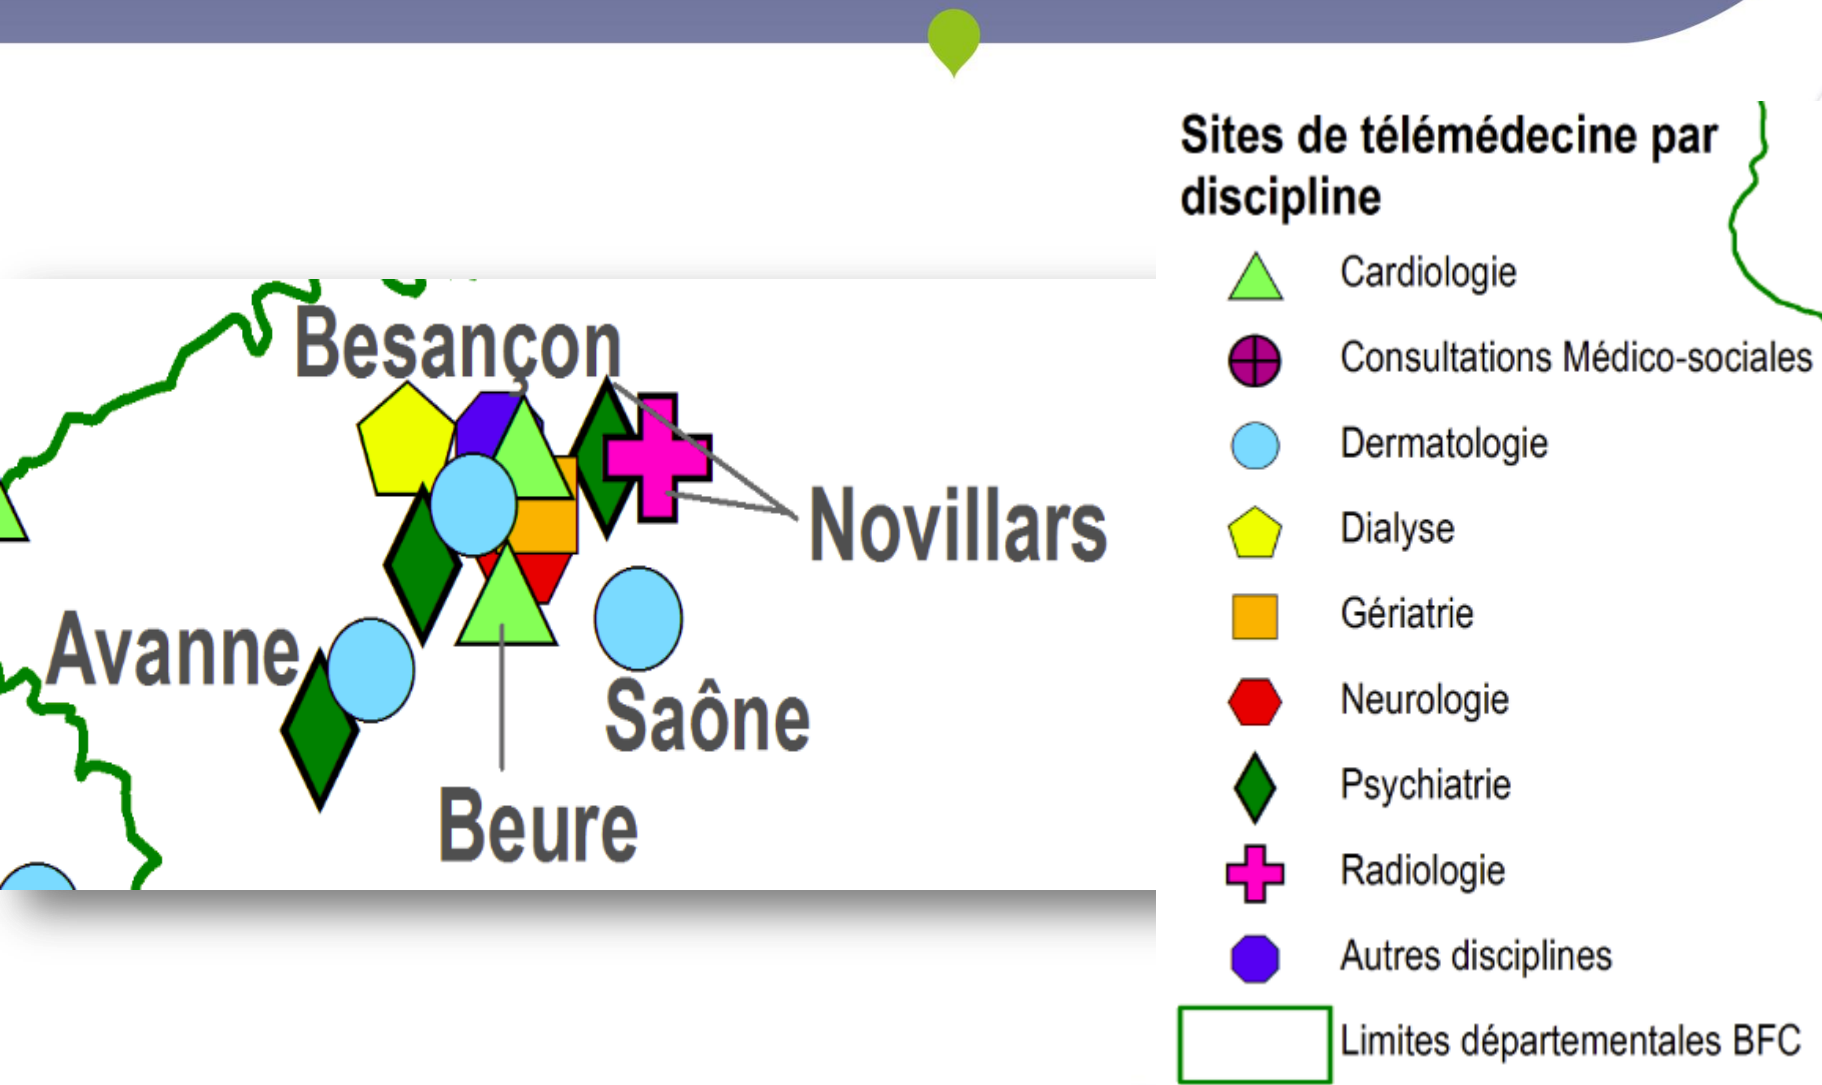 Sites de télémédecine par
discipline
Cardiologie
Consultations Médico-sociales
Dermatologie
Dialyse
Gériatrie
Neurologie
Psychiatrie
Radiologie
Autres disciplines
Limites départementales BFC
Besançon
Novillars
Avanne
Saône
Beure